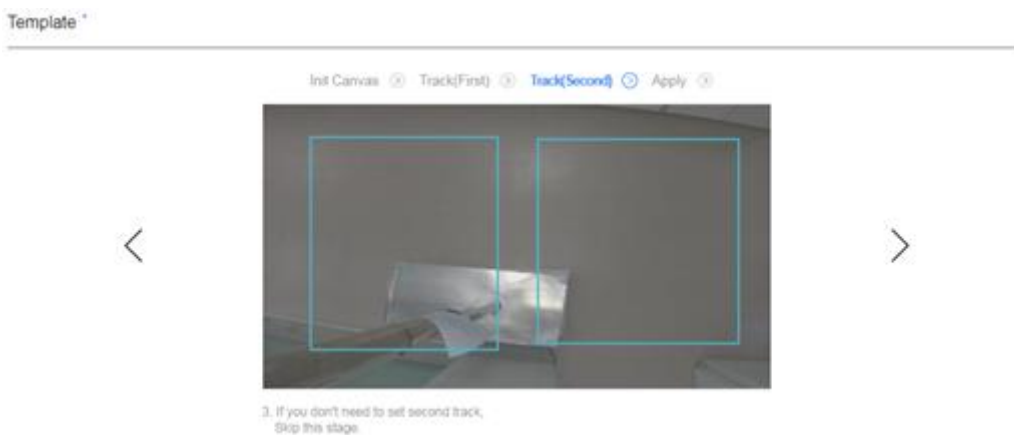 Template *
Init Canvas Track(First) Track(Second) Apply
3. If you don't need to set second track,
Skip this stage.